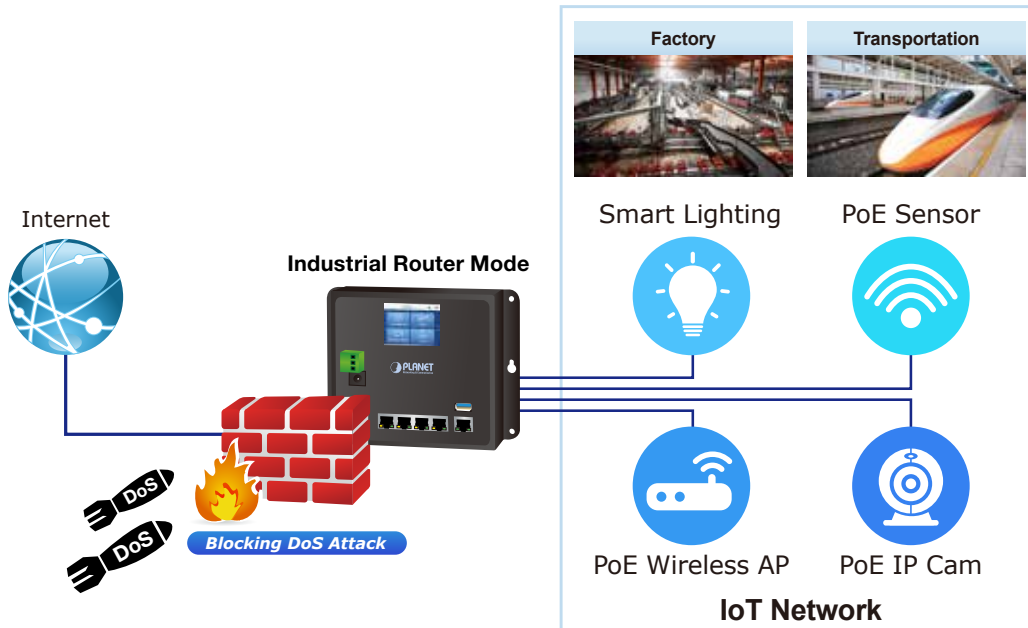 Factory
Transportation
Internet
Smart Lighting
PoE Sensor
Industrial Router Mode
PLANET
DoS
DoS
Blocking DoS Attack
PoE Wireless AP
PoE IP Cam
IoT Network